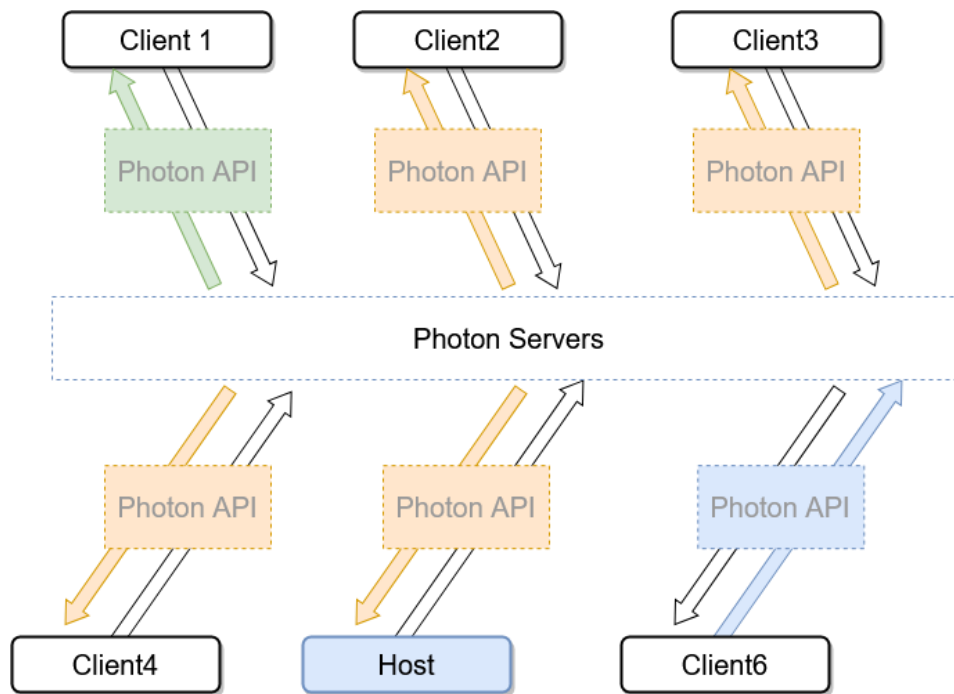 Client 1
Client2
Client3
Photon API
Photon API
Photon API
Photon Servers
Photon API
Photon API
Photon API
Client4
Host
Client6